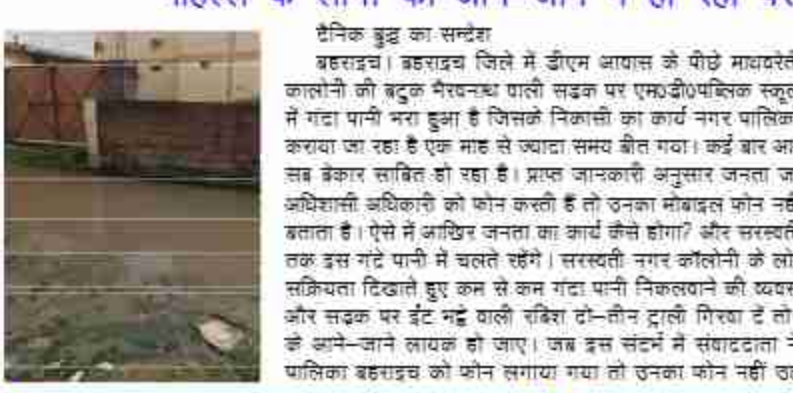 के लोगों को आने-जाने में हो रही
दैनिक बुद्ध का सन्देश
बहराइच। बहराइच जिले में डीएम आवास के पीछे माधवरेती
कालोनी की बटुक भैरवनाथ वाली सड़क पर एम०डी०पब्लिक स्कूल
में गंदा पानी भरा हुआ है जिसके निकासी का कार्य नगर पालिका
कराया जा रहा है एक माह से ज्यादा समय बीत गया। कई बार
सब बेकार साबित हो रहा है। प्राप्त जानकारी अनुसार जनता
अधिशासी अधिकारी को फोन करती हैं तो उनका मोबाइल फोन नहीं
बताता है। ऐसे में आखिर जनता का कार्य कैसे होगा? और सरस्वती
तक इस गंदे पानी में चलते रहेंगे। सरस्वती नगर कॉलोनी के
सक्रियता दिखाते हुए कम से कम गंदा पानी निकलवाने की
और सड़क पर ईंट भट्ठे वाली रबिश दो-तीन ट्राली गिरवा दें तो
के आने-जाने लायक हो जाए। जब इस संदर्भ में संवाददाता
पालिका बहराइच को फोन लगाया गया तो उनका फोन नहीं